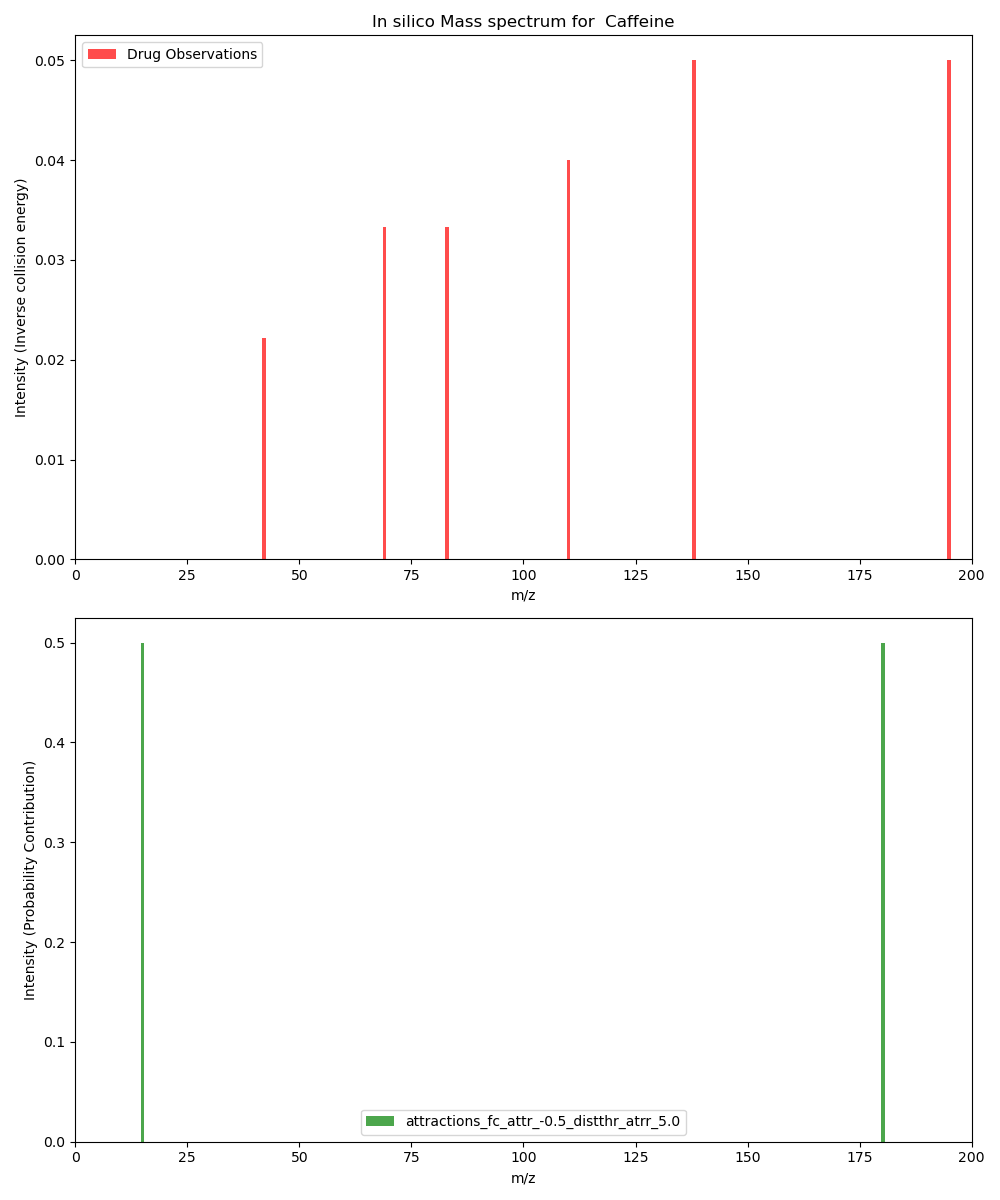 In silico Mass spectrum for  Caffeine
Drug Observations
0.05
0.04
0.03
0.02
0.01
0.00
Intensity (Inverse collision energy)
0 25 50 75 100 125 150 175 200
m/z
0.5
0.4
0.3
0.2
0.1
0.0
Intensity (Probability Contribution)
attractions_fc_attr_-0.5_distthr_atrr_5.0
0 25 50 75 100 125 150 175 200
m/z